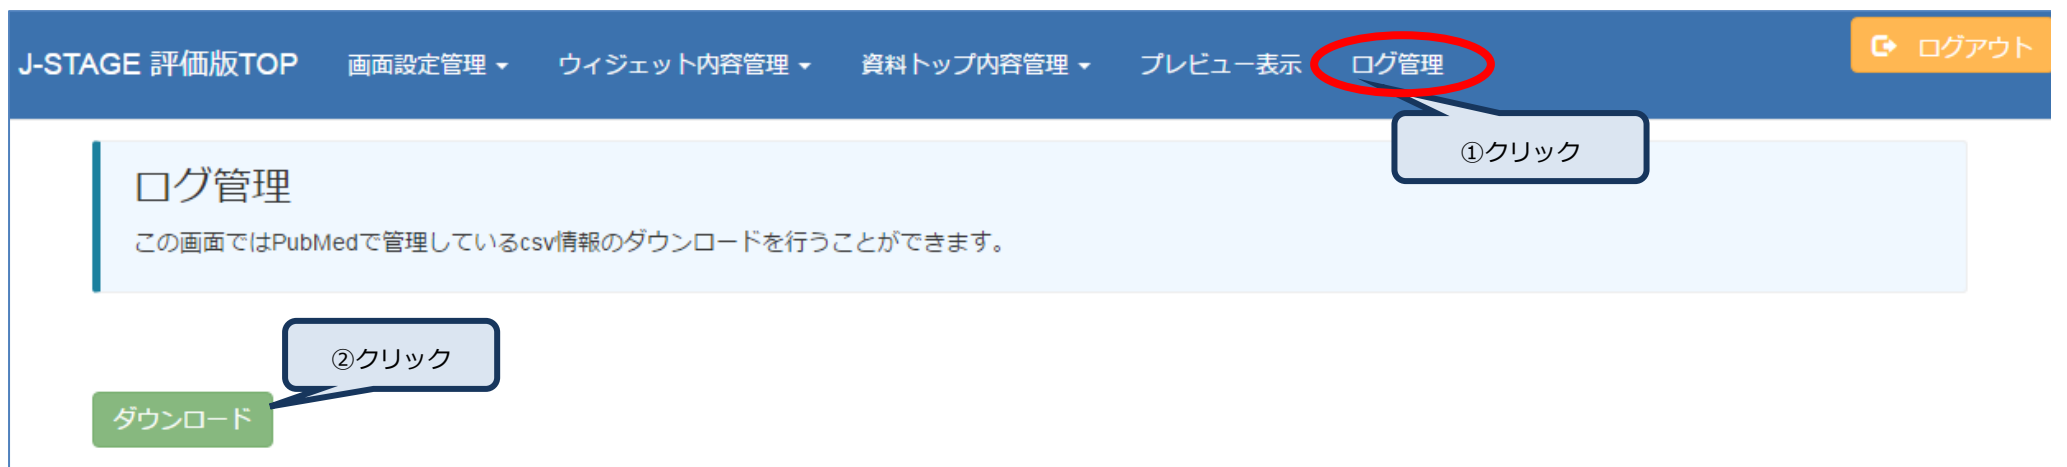 J-STAGE 評価版TOP 画面設定管理 ウィジェット内容管理 資料トップ内容管理 プレビュー表示 ログ管理 ログアウト
①クリック
ログ管理
この画面ではPubMedで管理しているcsv情報のダウンロードを行うことができます。
②クリック
ダウンロード